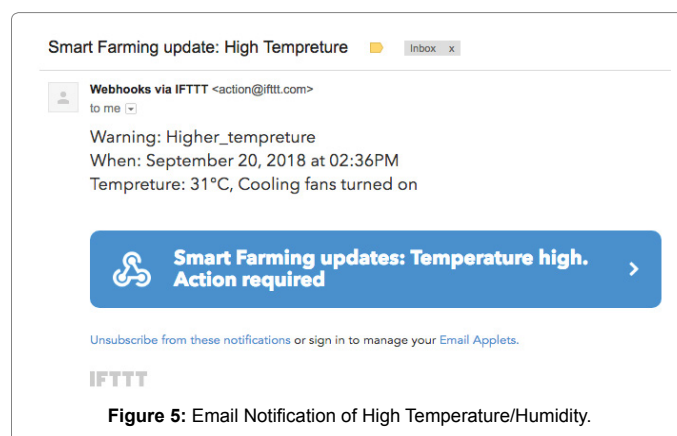 Smart Farming update: High Tempreture Inbox x
Webhooks via IFTTT <action@ifttt.com>
to me
Warning: Higher_tempreture
When: September 20, 2018 at 02:36PM
Tempreture: 31°C, Cooling fans turned on
Smart Farming updates: Temperature high.
Action required
Unsubscribe from these notifications or sign in to manage your Email Applets.
IFTTT
Figure 5: Email Notification of High Temperature/Humidity.